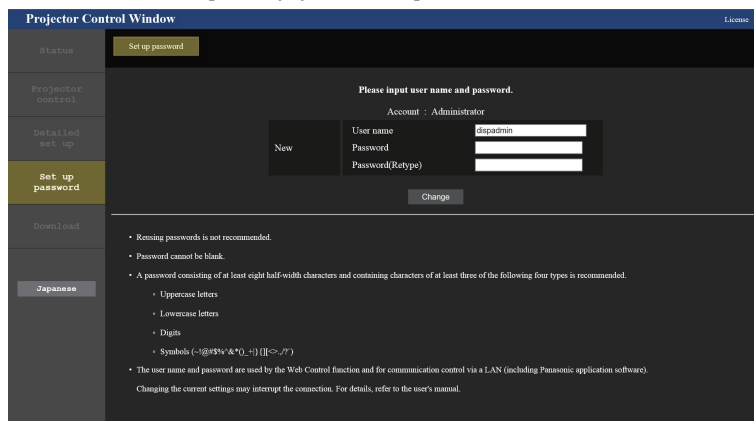 Projector Control Window
License
Status
Set up password
Projector
control
Detailed
set up
Set up
password
Download
Japanese
Please input user name and password.
Account : Administrator
New
User name
dispadmin
Password
Password(Retype)
Change
• Reusing passwords is not recommended.
• Password cannot be blank.
• A password consisting of at least eight half-width characters and containing characters of at least three of the following four types is recommended.
Uppercase letters
Lowercase letters
Digits
Symbols (~!@#$%^&*()_+|}{][<>.,/?¨)
• The user name and password are used by the Web Control function and for communication control via a LAN (including Panasonic application software).
Changing the current settings may interrupt the connection. For details, refer to the user's manual.